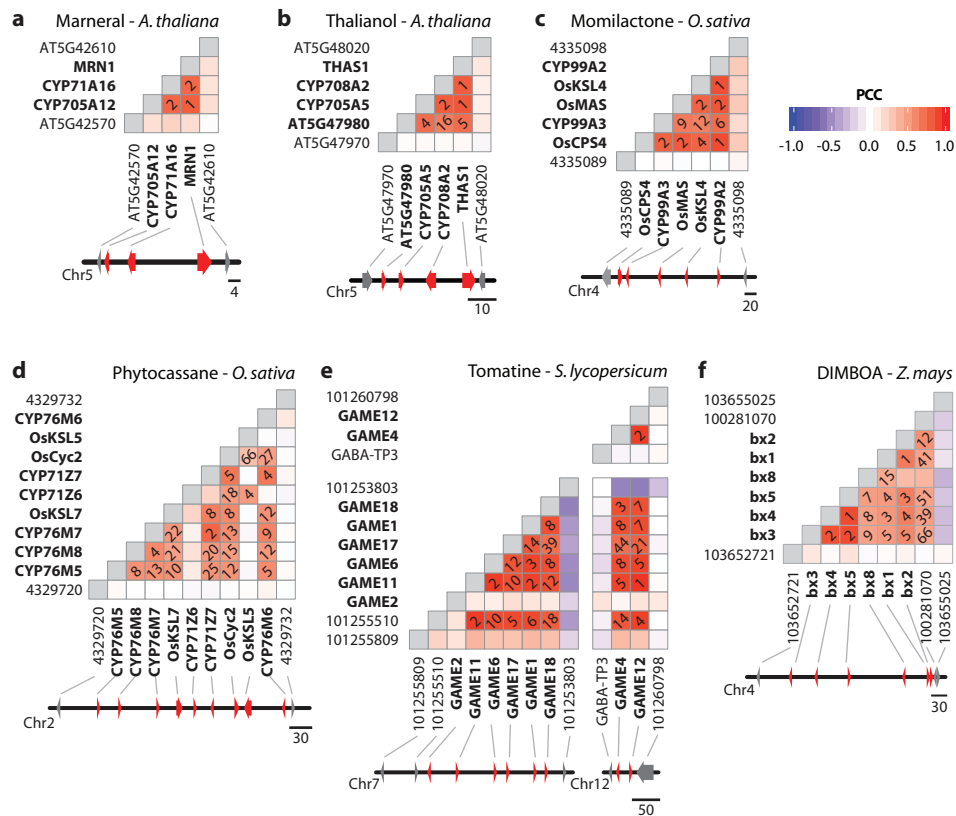 a Marneral - A. thaliana
AT5G42610
MRN1
CYP71A16 2
CYP705A12 2 1
AT5G42570
AT5G42570 CYP705A12 CYP71A16 MRN1 AT5G42610
Chr5
4
b Thalianol - A. thaliana
AT5G48020
THAS1
CYP708A2 1
CYP705A5 2 1
AT5G47980 4 16 5
AT5G47970
AT5G47970 AT5G47980 CYP705A5 CYP708A2 THAS1 AT5G48020
Chr5
10
c Momilactone - O. sativa
4335098
CYP99A2
OsKSL4 1
OsMAS 2 2
CYP99A3 9 12 6
OsCPS4 2 2 4 1
4335089
4335089 OsCPS4 CYP99A3 OsMAS OsKSL4 CYP99A2 4335098
Chr4
20
PCC
-1.0 -0.5 0.0 0.5 1.0
d Phytocassane - O. sativa
4329732
CYP76M6
OsKSL5
OsCyc2 66 27
CYP71Z7 5 4
CYP71Z6 18 4
OsKSL7 8 8 12
CYP76M7 22 2 13 9
CYP76M8 4 21 20 15 12
CYP76M5 8 13 10 25 12 5
4329720
4329720 CYP76M5 CYP76M8 CYP76M7 OsKSL7 CYP71Z6 CYP71Z7 OsCyc2 OsKSL5 CYP76M6 4329732
Chr2
30
e Tomatine - S. lycopersicum
101260798
GAME12
GAME4 2
GABA-TP3
101253803
GAME18 3 7
GAME1 8 8 7
GAME17 14 39 44 21
GAME6 12 3 8 8 5
GAME11 2 10 2 12 5 1
GAME2
101255510 2 10 5 6 18 14 4
101255809
101255809 101255510 GAME2 GAME11 GAME6 GAME17 GAME1 GAME18 101253803 GABA-TP3 GAME4 GAME12 101260798
Chr7 Chr12
50
f DIMBOA - Z. mays
103655025
100281070
bx2 12
bx1 1 41
bx8 15
bx5 7 4 3 51
bx4 1 8 3 4 39
bx3 2 2 9 5 5 66
103652721
103652721 bx3 bx4 bx5 bx8 bx1 bx2 100281070 103655025
Chr4
30